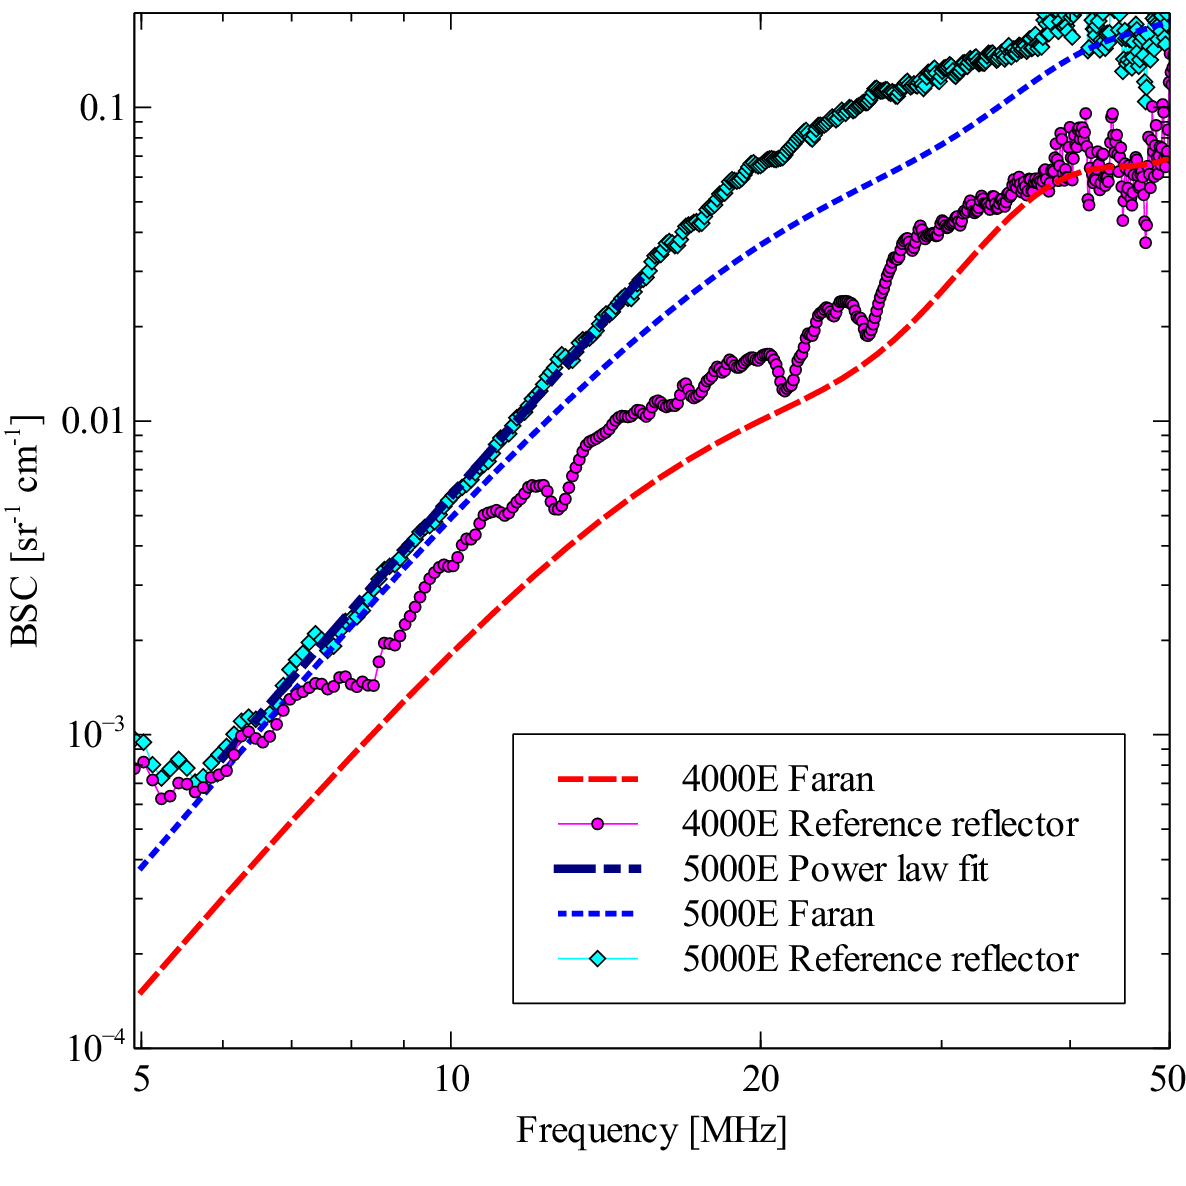 0.1
0.01
10⁻³
10⁻⁴
BSC [sr⁻¹ cm⁻¹]
4000E Faran
4000E Reference reflector
5000E Power law fit
5000E Faran
5000E Reference reflector
5
10
20
50
Frequency [MHz]